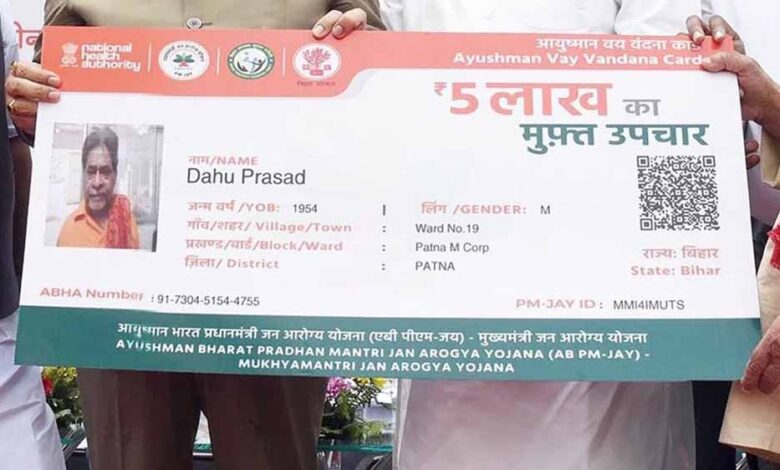 national
health
authority
PM-JAY
आयुष्मान वय वंदना कार्ड
Ayushman Vay Vandana Card
₹5 लाख का
मुफ़्त उपचार
नाम/NAME
Dahu Prasad
जन्म वर्ष /YOB: 1954 | लिंग /GENDER: M
गाँव/शहर/ Village/Town : Ward No.19
प्रखण्ड/वार्ड/Block/Ward : Patna M Corp
ज़िला/ District : PATNA
राज्य: बिहार
State: Bihar
ABHA Number : 91-7304-5154-4755
PM-JAY ID : MMI4IMUTS
आयुष्मान भारत प्रधानमंत्री जन आरोग्य योजना (एबी पीएम-जय) - मुख्यमंत्री जन आरोग्य योजना
AYUSHMAN BHARAT PRADHAN MANTRI JAN AROGYA YOJANA (AB PM-JAY) -
MUKHYAMANTRI JAN AROGYA YOJANA